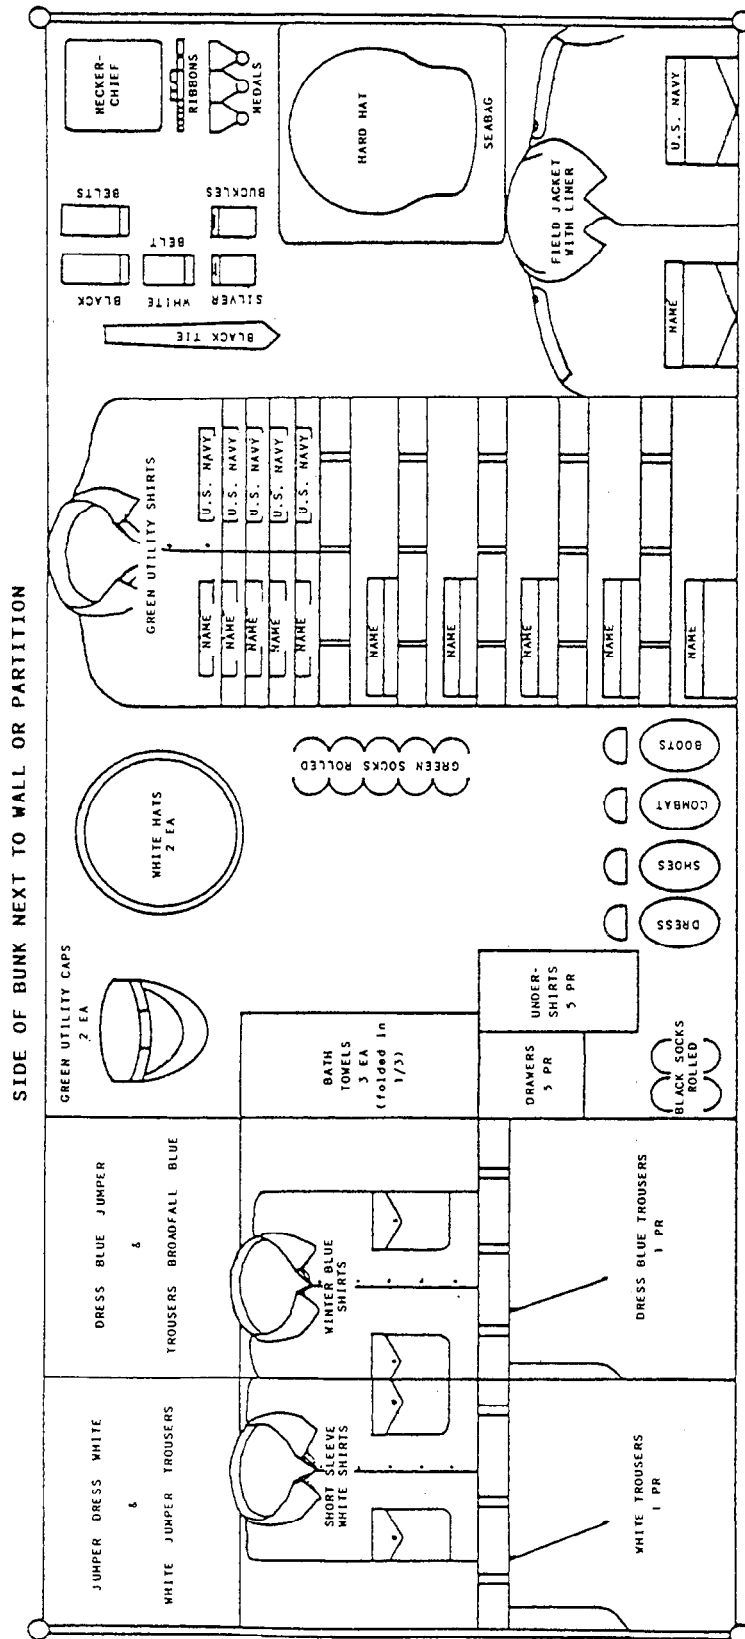 SIDE OF BUNK NEXT TO WALL OR PARTITION
JUMPER DRESS WHITE
&
WHITE JUMPER TROUSERS
DRESS BLUE JUMPER
&
TROUSERS BROADFALL BLUE
GREEN UTILITY CAPS
2 EA
WHITE HATS
2 EA
GREEN UTILITY SHIRTS
NAME
U.S. NAVY
NAME
U.S. NAVY
NAME
U.S. NAVY
NAME
U.S. NAVY
NAME
U.S. NAVY
NAME
NAME
NAME
NAME
NAME
BLACK TIE
BLACK
BELTS
WHITE
BELT
SILVER
BUCKLES
NECKER-
CHIEF
RIBBONS
MEDALS
HARD HAT
SEABAG
FIELD JACKET
WITH LINER
NAME
U.S. NAVY
SHORT SLEEVE
WHITE SHIRTS
WINTER BLUE
SHIRTS
BATH
TOWELS
3 EA
(folded in
1/3)
GREEN SOCKS ROLLED
DRAWERS
5 PR
UNDER-
SHIRTS
5 PR
BLACK SOCKS
ROLLED
DRESS
SHOES
COMBAT
BOOTS
WHITE TROUSERS
1 PR
DRESS BLUE TROUSERS
1 PR